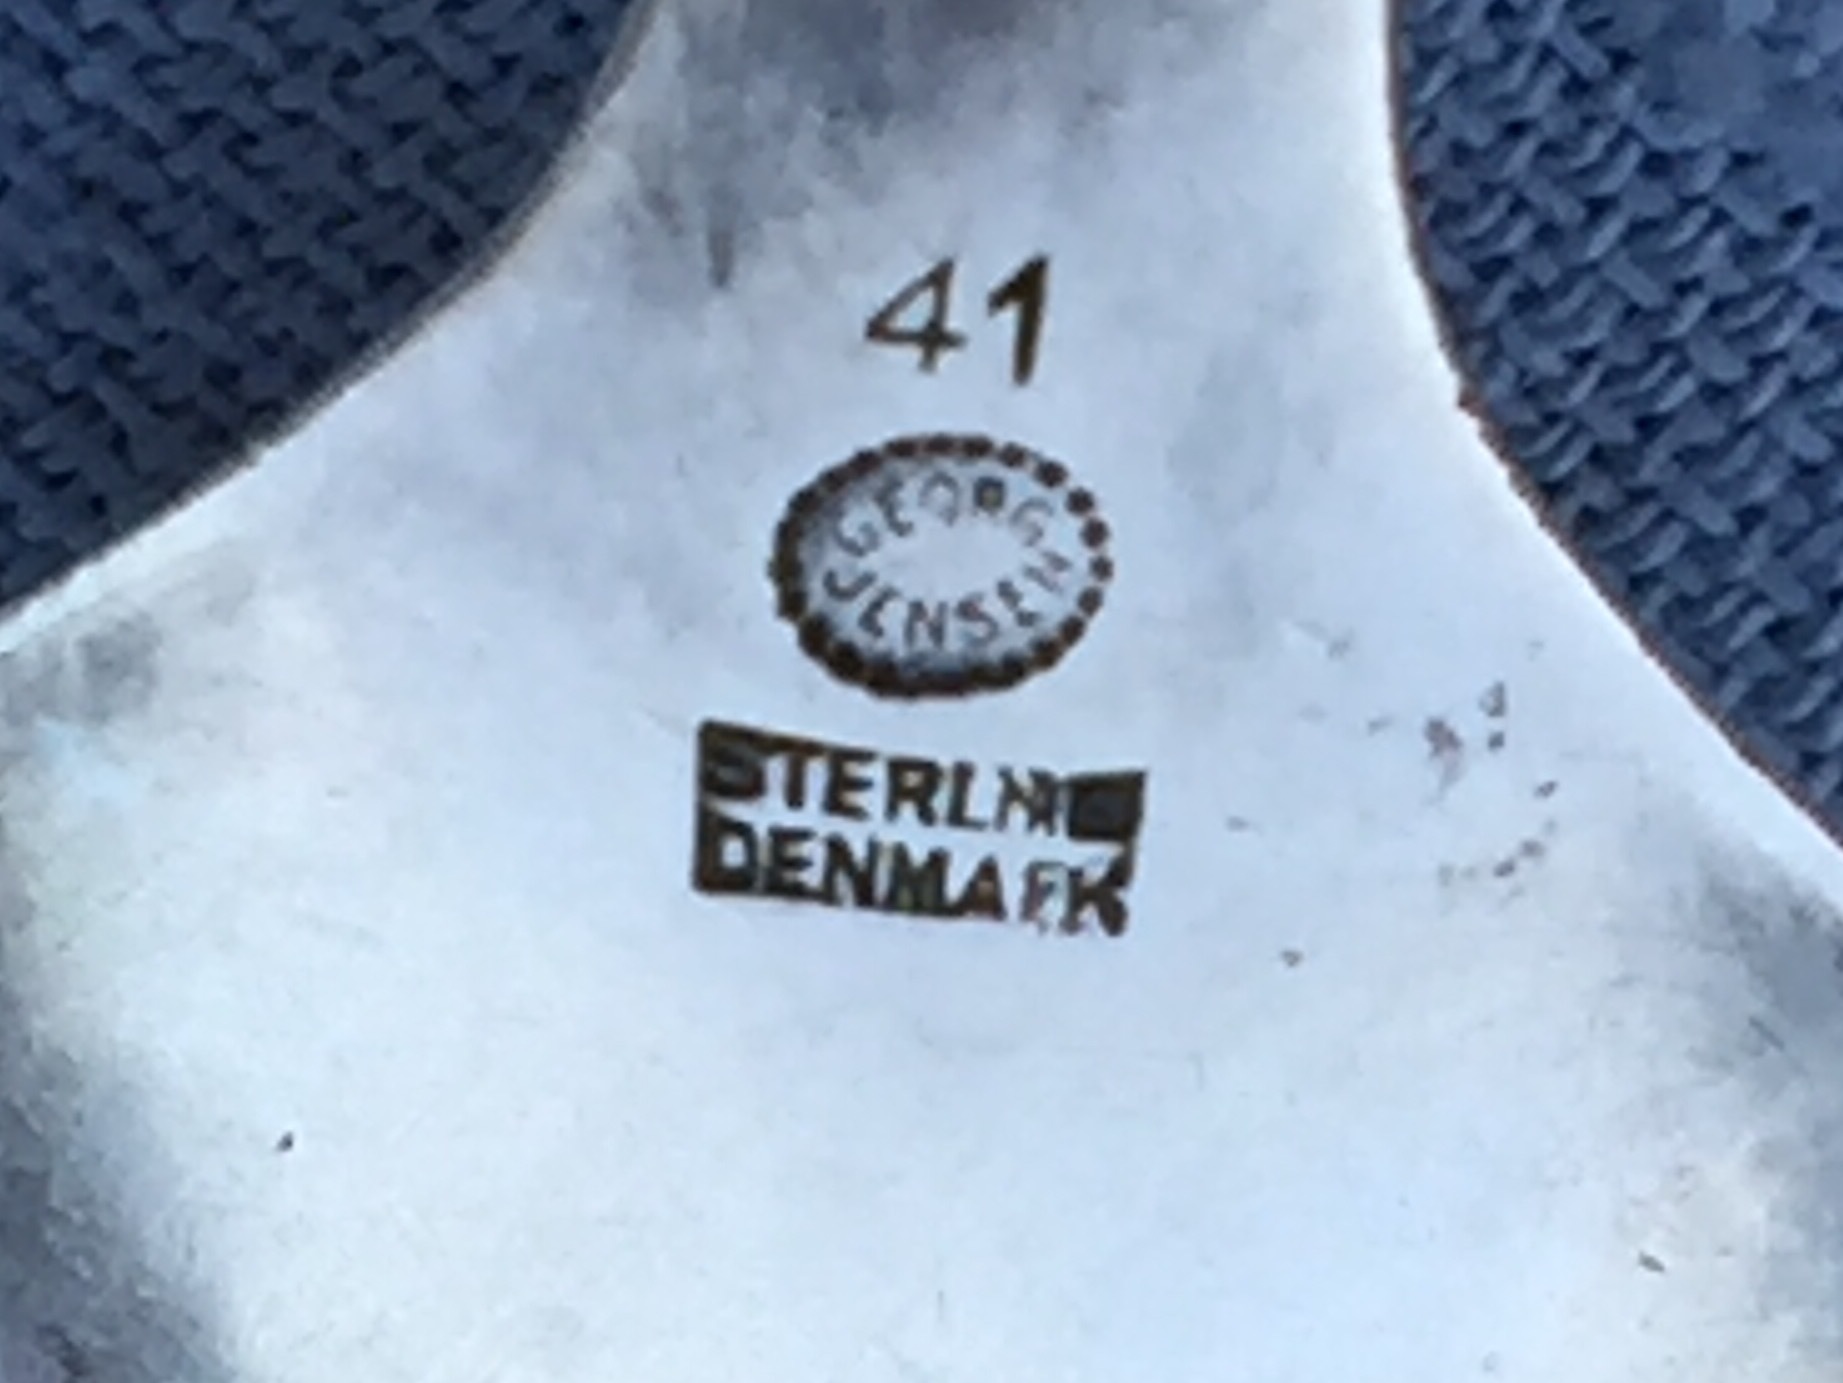 41
GEORG
JENSEN
STERLING
DENMARK